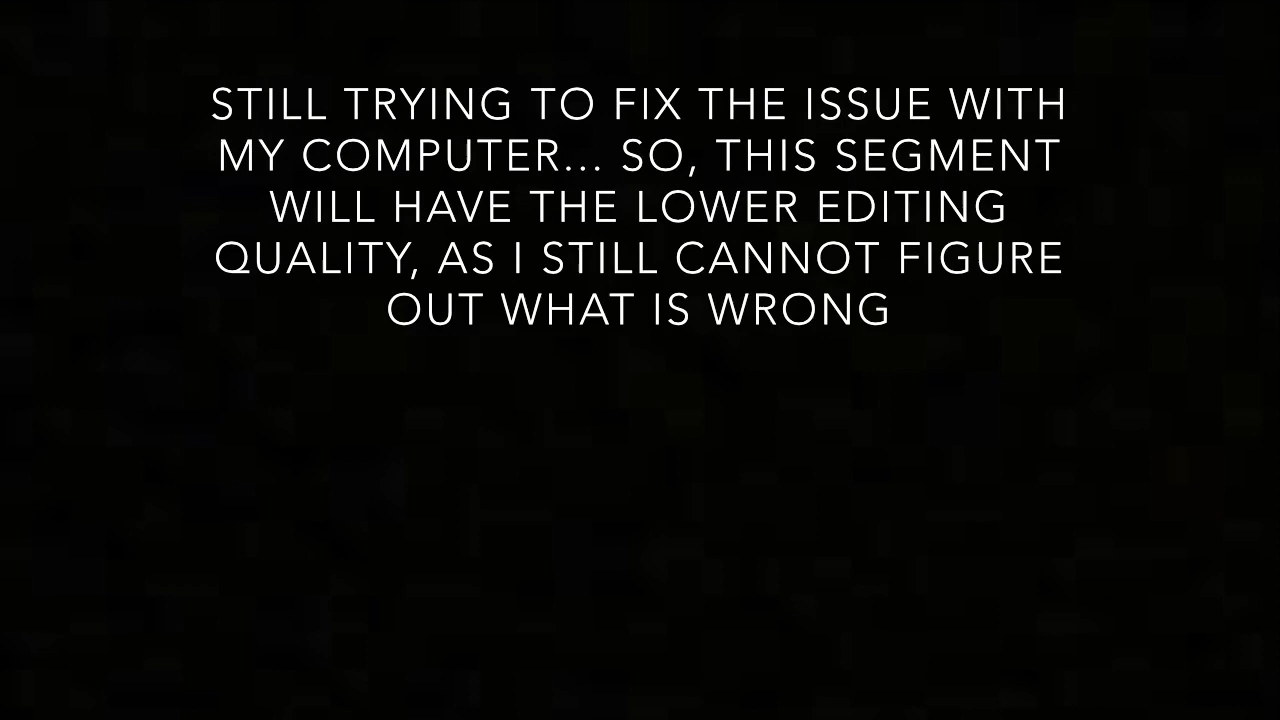 STILL TRYING TO FIX THE ISSUE WITH
MY COMPUTER... SO, THIS SEGMENT
WILL HAVE THE LOWER EDITING
QUALITY, AS I STILL CANNOT FIGURE
OUT WHAT IS WRONG